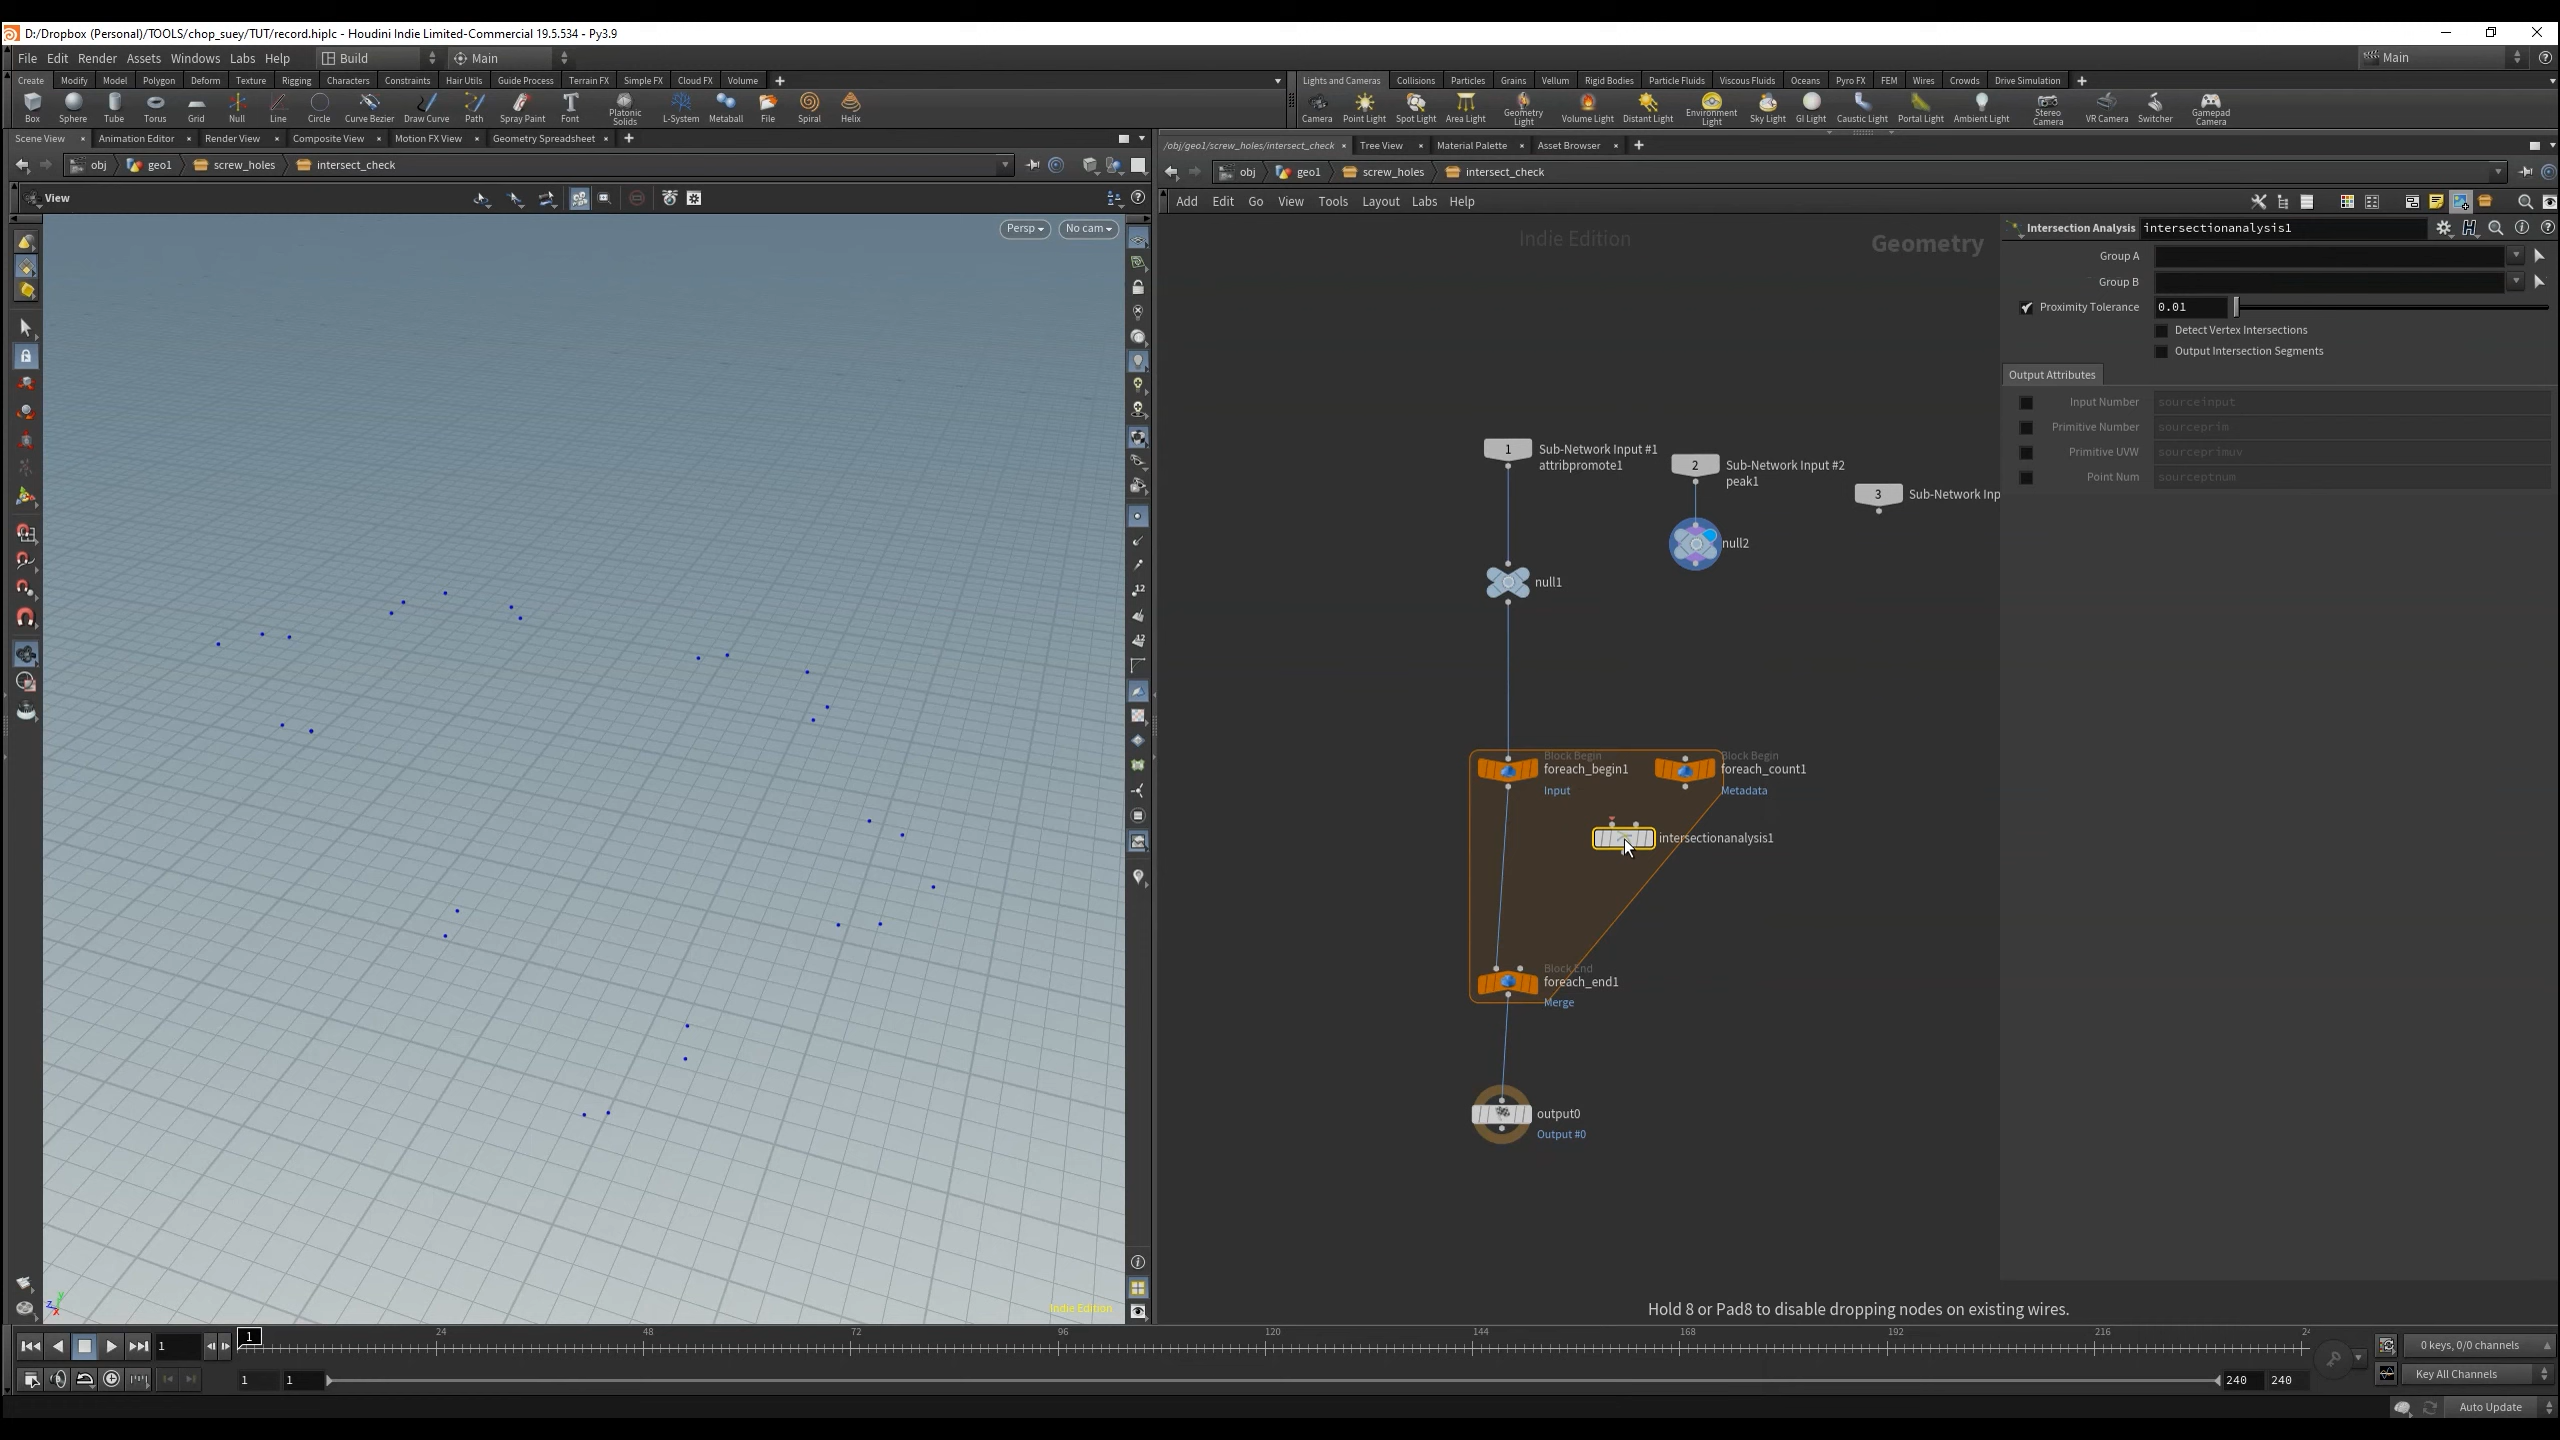 D:/Dropbox (Personal)/TOOLS/chop_suey/TUT/record.hiplc - Houdini Indie Limited-Commercial 19.5.534 - Py3.9
File Edit Render Assets Windows Labs Help Build Main Main
Create Modify Model Polygon Deform Texture Rigging Characters Constraints Hair Utils Guide Process Terrain FX Simple FX Cloud FX Volume
Lights and Cameras Collisions Particles Grains Vellum Rigid Bodies Particle Fluids Viscous Fluids Oceans Pyro FX FEM Wires Crowds Drive Simulation
Box Sphere Tube Torus Grid Null Line Circle Curve Bezier Draw Curve Path Spray Paint Font Platonic Solids L-System Metaball File Spiral Helix
Camera Point Light Spot Light Area Light Geometry Light Volume Light Distant Light Environment Light Sky Light GI Light Caustic Light Portal Light Ambient Light Stereo Camera VR Camera Switcher Gamepad Camera
Scene View Animation Editor Render View Composite View Motion FX View Geometry Spreadsheet
/obj/geo1/screw_holes/intersect_check Tree View Material Palette Asset Browser
obj geo1 screw_holes intersect_check
obj geo1 screw_holes intersect_check
View
Add Edit Go View Tools Layout Labs Help
Persp No cam
Indie Edition
Geometry
Intersection Analysis intersectionanalysis1
Group A
Group B
Proximity Tolerance 0.01
Detect Vertex Intersections
Output Intersection Segments
Output Attributes
Input Number sourceinput
Primitive Number sourceprim
Primitive UVW sourceprimuv
Point Num sourceptnum
1 Sub-Network Input #1
attribpromote1
2 Sub-Network Input #2
peak1
3 Sub-Network Inp
null2
null1
Block Begin
foreach_begin1
Input
Block Begin
foreach_count1
Metadata
intersectionanalysis1
Block End
foreach_end1
Merge
output0
Output #0
12
12
z y x
Indie Edition
Hold 8 or Pad8 to disable dropping nodes on existing wires.
1 1 24 48 72 96 120 144 168 192 216 24
0 keys, 0/0 channels
1 1 240 240
Key All Channels
Auto Update